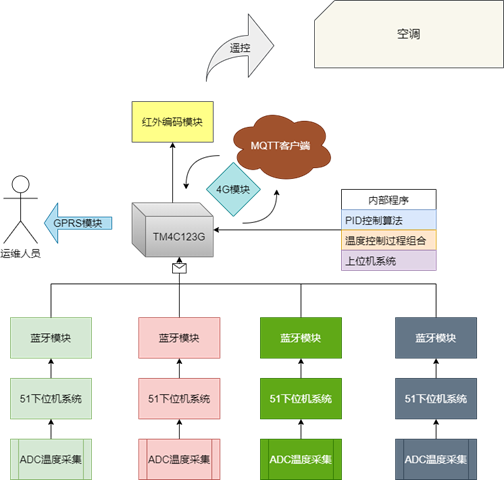 遥控
空调
红外编码模块
MQTT客户端
4G模块
GPRS模块
运维人员
TM4C123G
内部程序
PID控制算法
温度控制过程组合
上位机系统
蓝牙模块
蓝牙模块
蓝牙模块
蓝牙模块
51下位机系统
51下位机系统
51下位机系统
51下位机系统
ADC温度采集
ADC温度采集
ADC温度采集
ADC温度采集